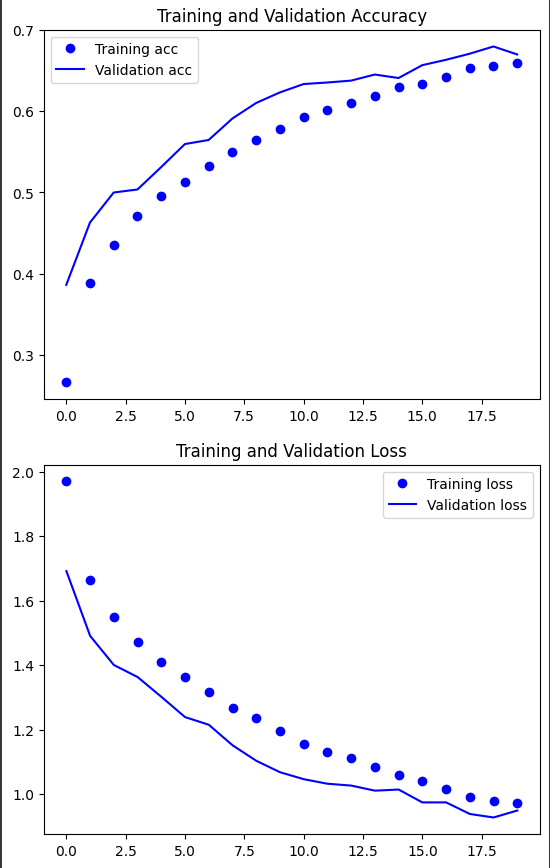 Training and Validation Accuracy
0.7
Training acc
Validation acc
0.6
0.5
0.4
0.3
0.0 2.5 5.0 7.5 10.0 12.5 15.0 17.5
Training and Validation Loss
2.0
Training loss
Validation loss
1.8
1.6
1.4
1.2
1.0
0.0 2.5 5.0 7.5 10.0 12.5 15.0 17.5